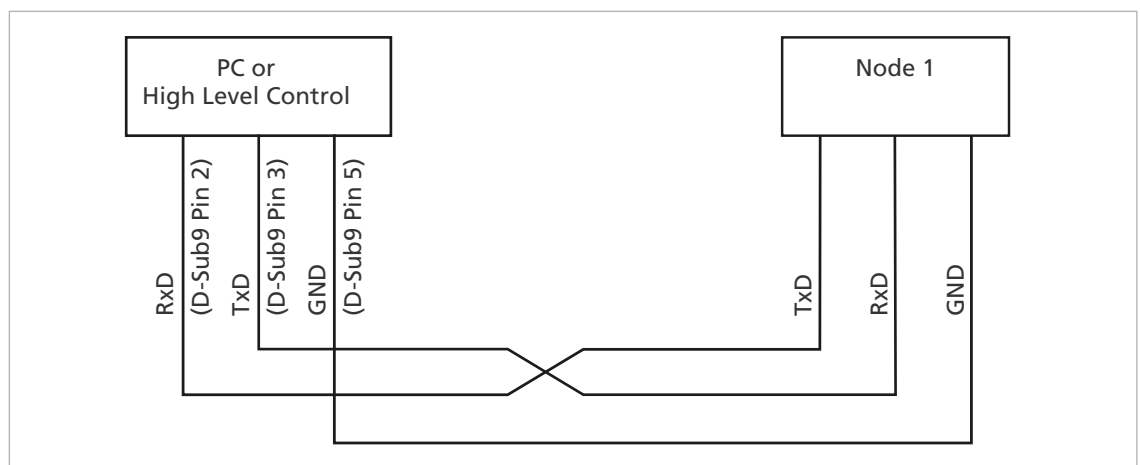 PC or
High Level Control
Node 1
RxD
(D-Sub9 Pin 2)
TxD
(D-Sub9 Pin 3)
GND
(D-Sub9 Pin 5)
TxD
RxD
GND